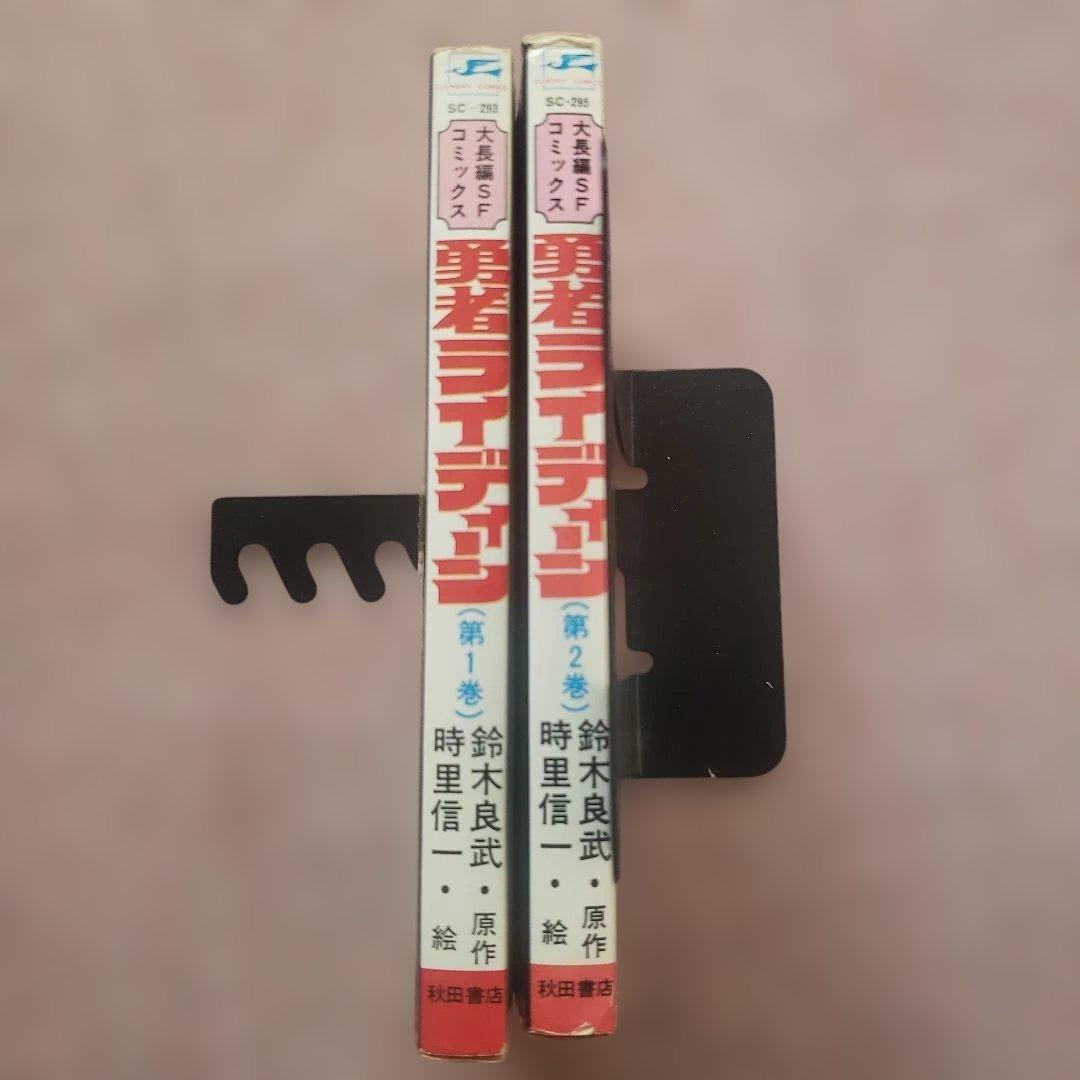 SUNDAY COMICS
SC-293
大長編SF
コミックス
勇者ライディーン
(第1巻)
鈴木良武・原作
時里信一・絵
秋田書店
SUNDAY COMICS
SC-295
大長編SF
コミックス
勇者ライディーン
(第2巻)
鈴木良武・原作
時里信一・絵
秋田書店